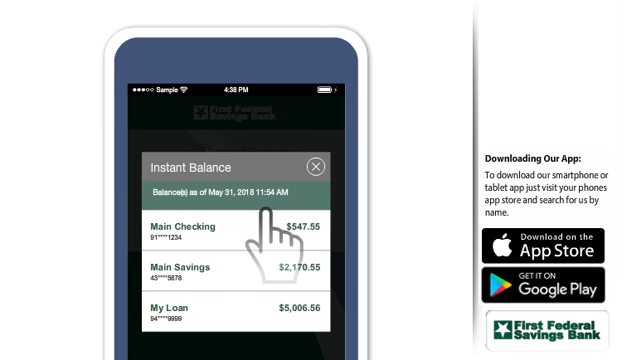 ●●●○○ Sample 4:38 PM
First Federal
Savings Bank
Instant Balance
Balance(s) as of May 31, 2018 11:54 AM
Main Checking $547.55
91****1234
Main Savings $2,170.55
43****5678
My Loan $5,006.56
94****9999
Downloading Our App:
To download our smartphone or
tablet app just visit your phones
app store and search for us by
name.
Download on the
App Store
GET IT ON
Google Play
First Federal
Savings Bank